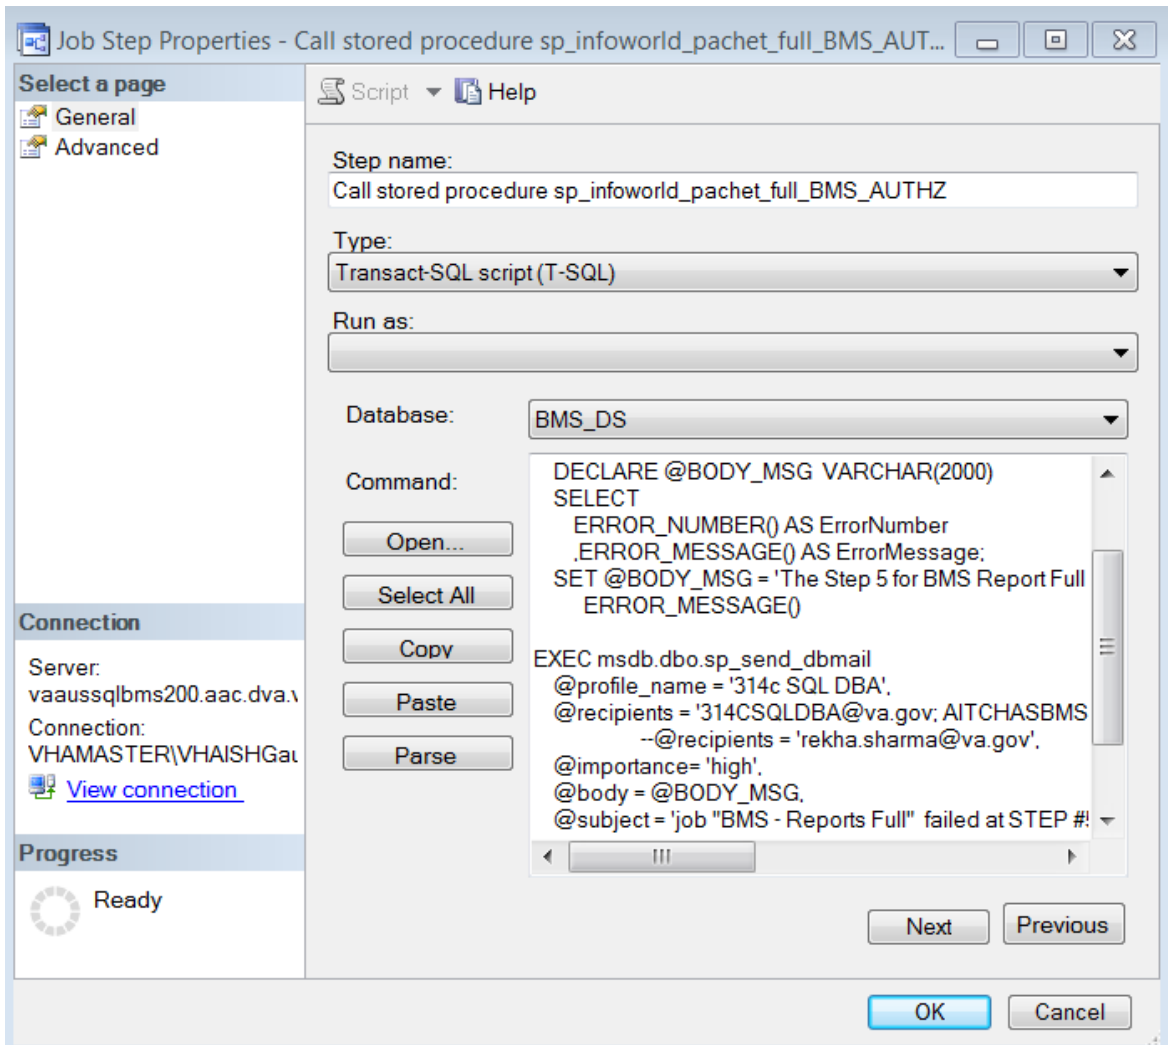 Job Step Properties - Call stored procedure sp_infoworld_pachet_full_BMS_AUT...
Select a page
General
Advanced
Script Help
Step name:
Call stored procedure sp_infoworld_pachet_full_BMS_AUTHZ
Type:
Transact-SQL script (T-SQL)
Run as:
Database:
BMS_DS
Command:
Open...
Select All
Copy
Paste
Parse
DECLARE @BODY_MSG VARCHAR(2000)
SELECT
ERROR_NUMBER() AS ErrorNumber
,ERROR_MESSAGE() AS ErrorMessage;
SET @BODY_MSG = 'The Step 5 for BMS Report Full
ERROR_MESSAGE()
EXEC msdb.dbo.sp_send_dbmail
@profile_name = '314c SQL DBA',
@recipients = '314CSQLDBA@va.gov; AITCHASBMS
--@recipients = 'rekha.sharma@va.gov',
@importance= 'high',
@body = @BODY_MSG,
@subject = 'job "BMS - Reports Full" failed at STEP #5
Connection
Server:
vaaussqlbms200.aac.dva.v
Connection:
VHAMASTER\VHAISHGau
View connection
Progress
Ready
Next
Previous
OK
Cancel